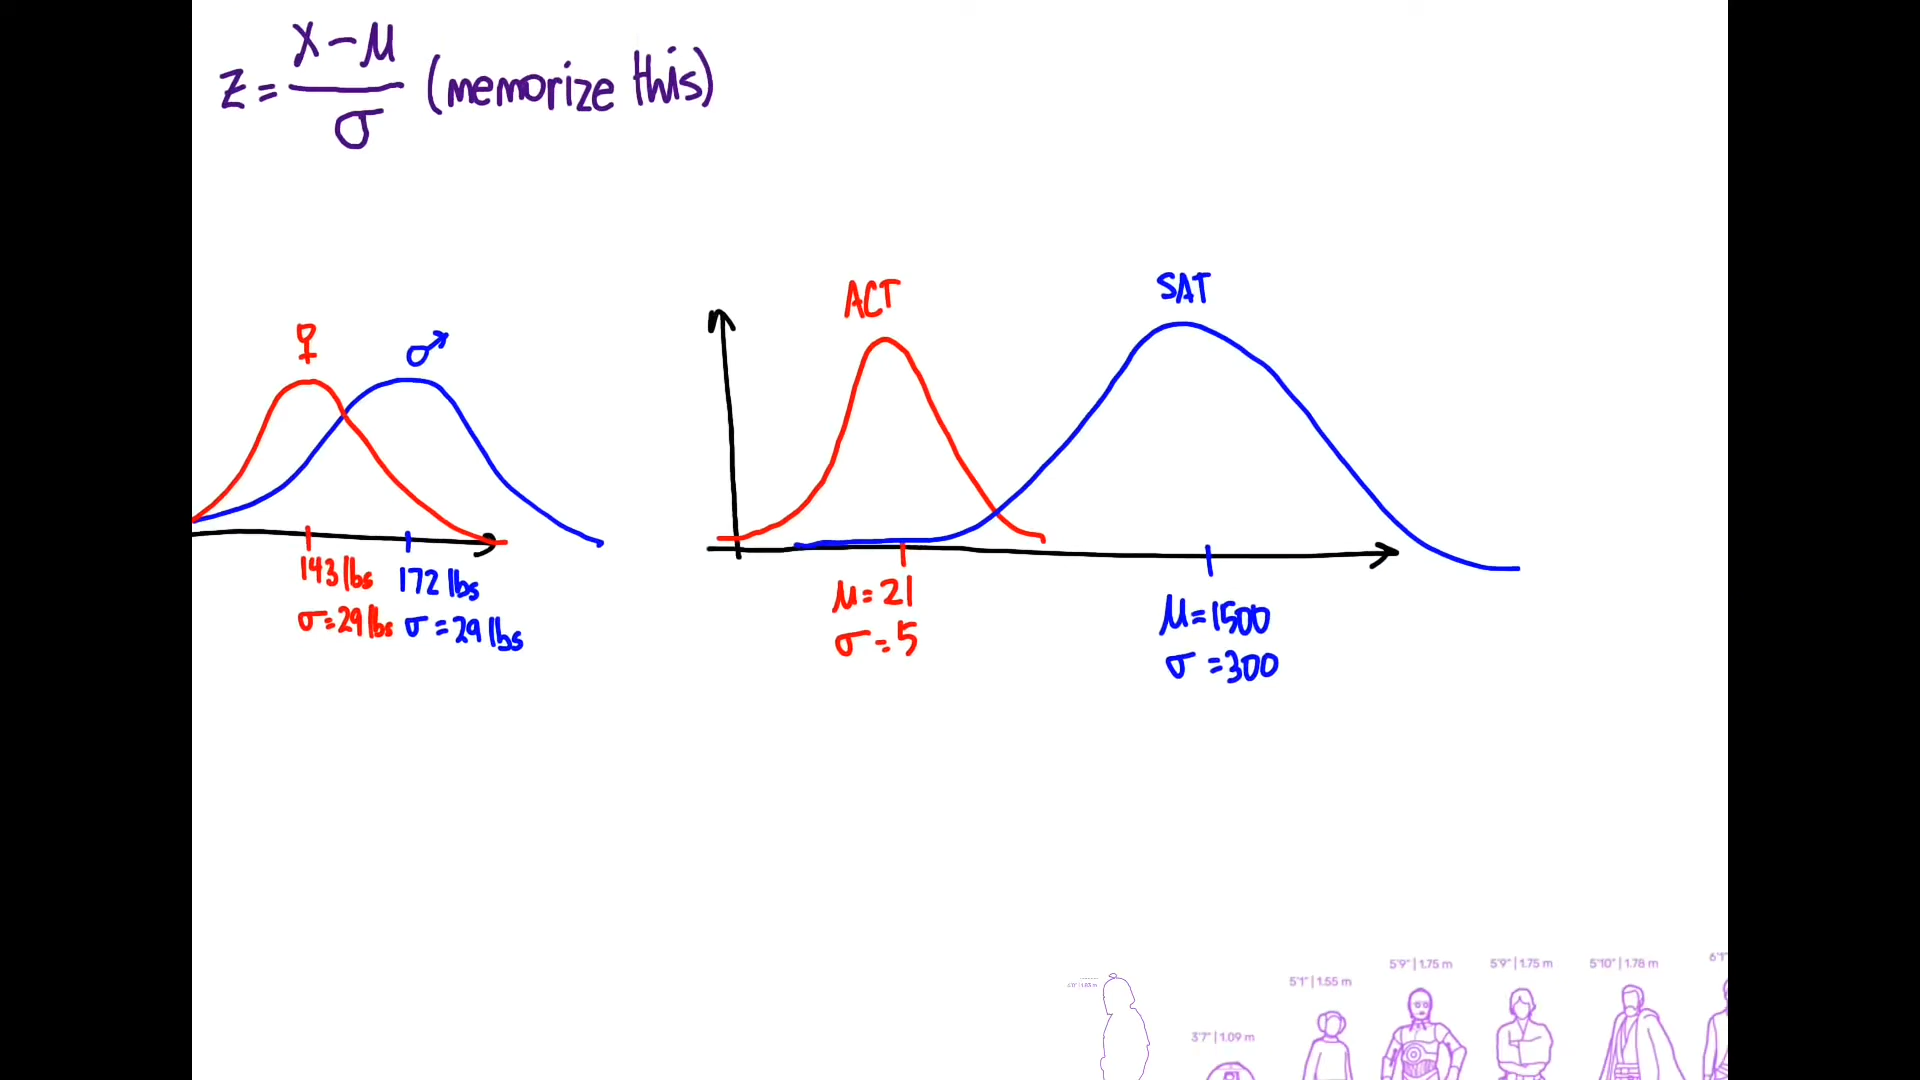 z = x - μ / σ (memorize this)
ACT
SAT
♀
♂
143 lbs
172 lbs
σ = 29 lbs
σ = 29 lbs
μ = 21
σ = 5
μ = 1500
σ = 300
5'9" | 1.75 m
5'9" | 1.75 m
5'10" | 1.78 m
5'1" | 1.55 m
3'7" | 1.09 m